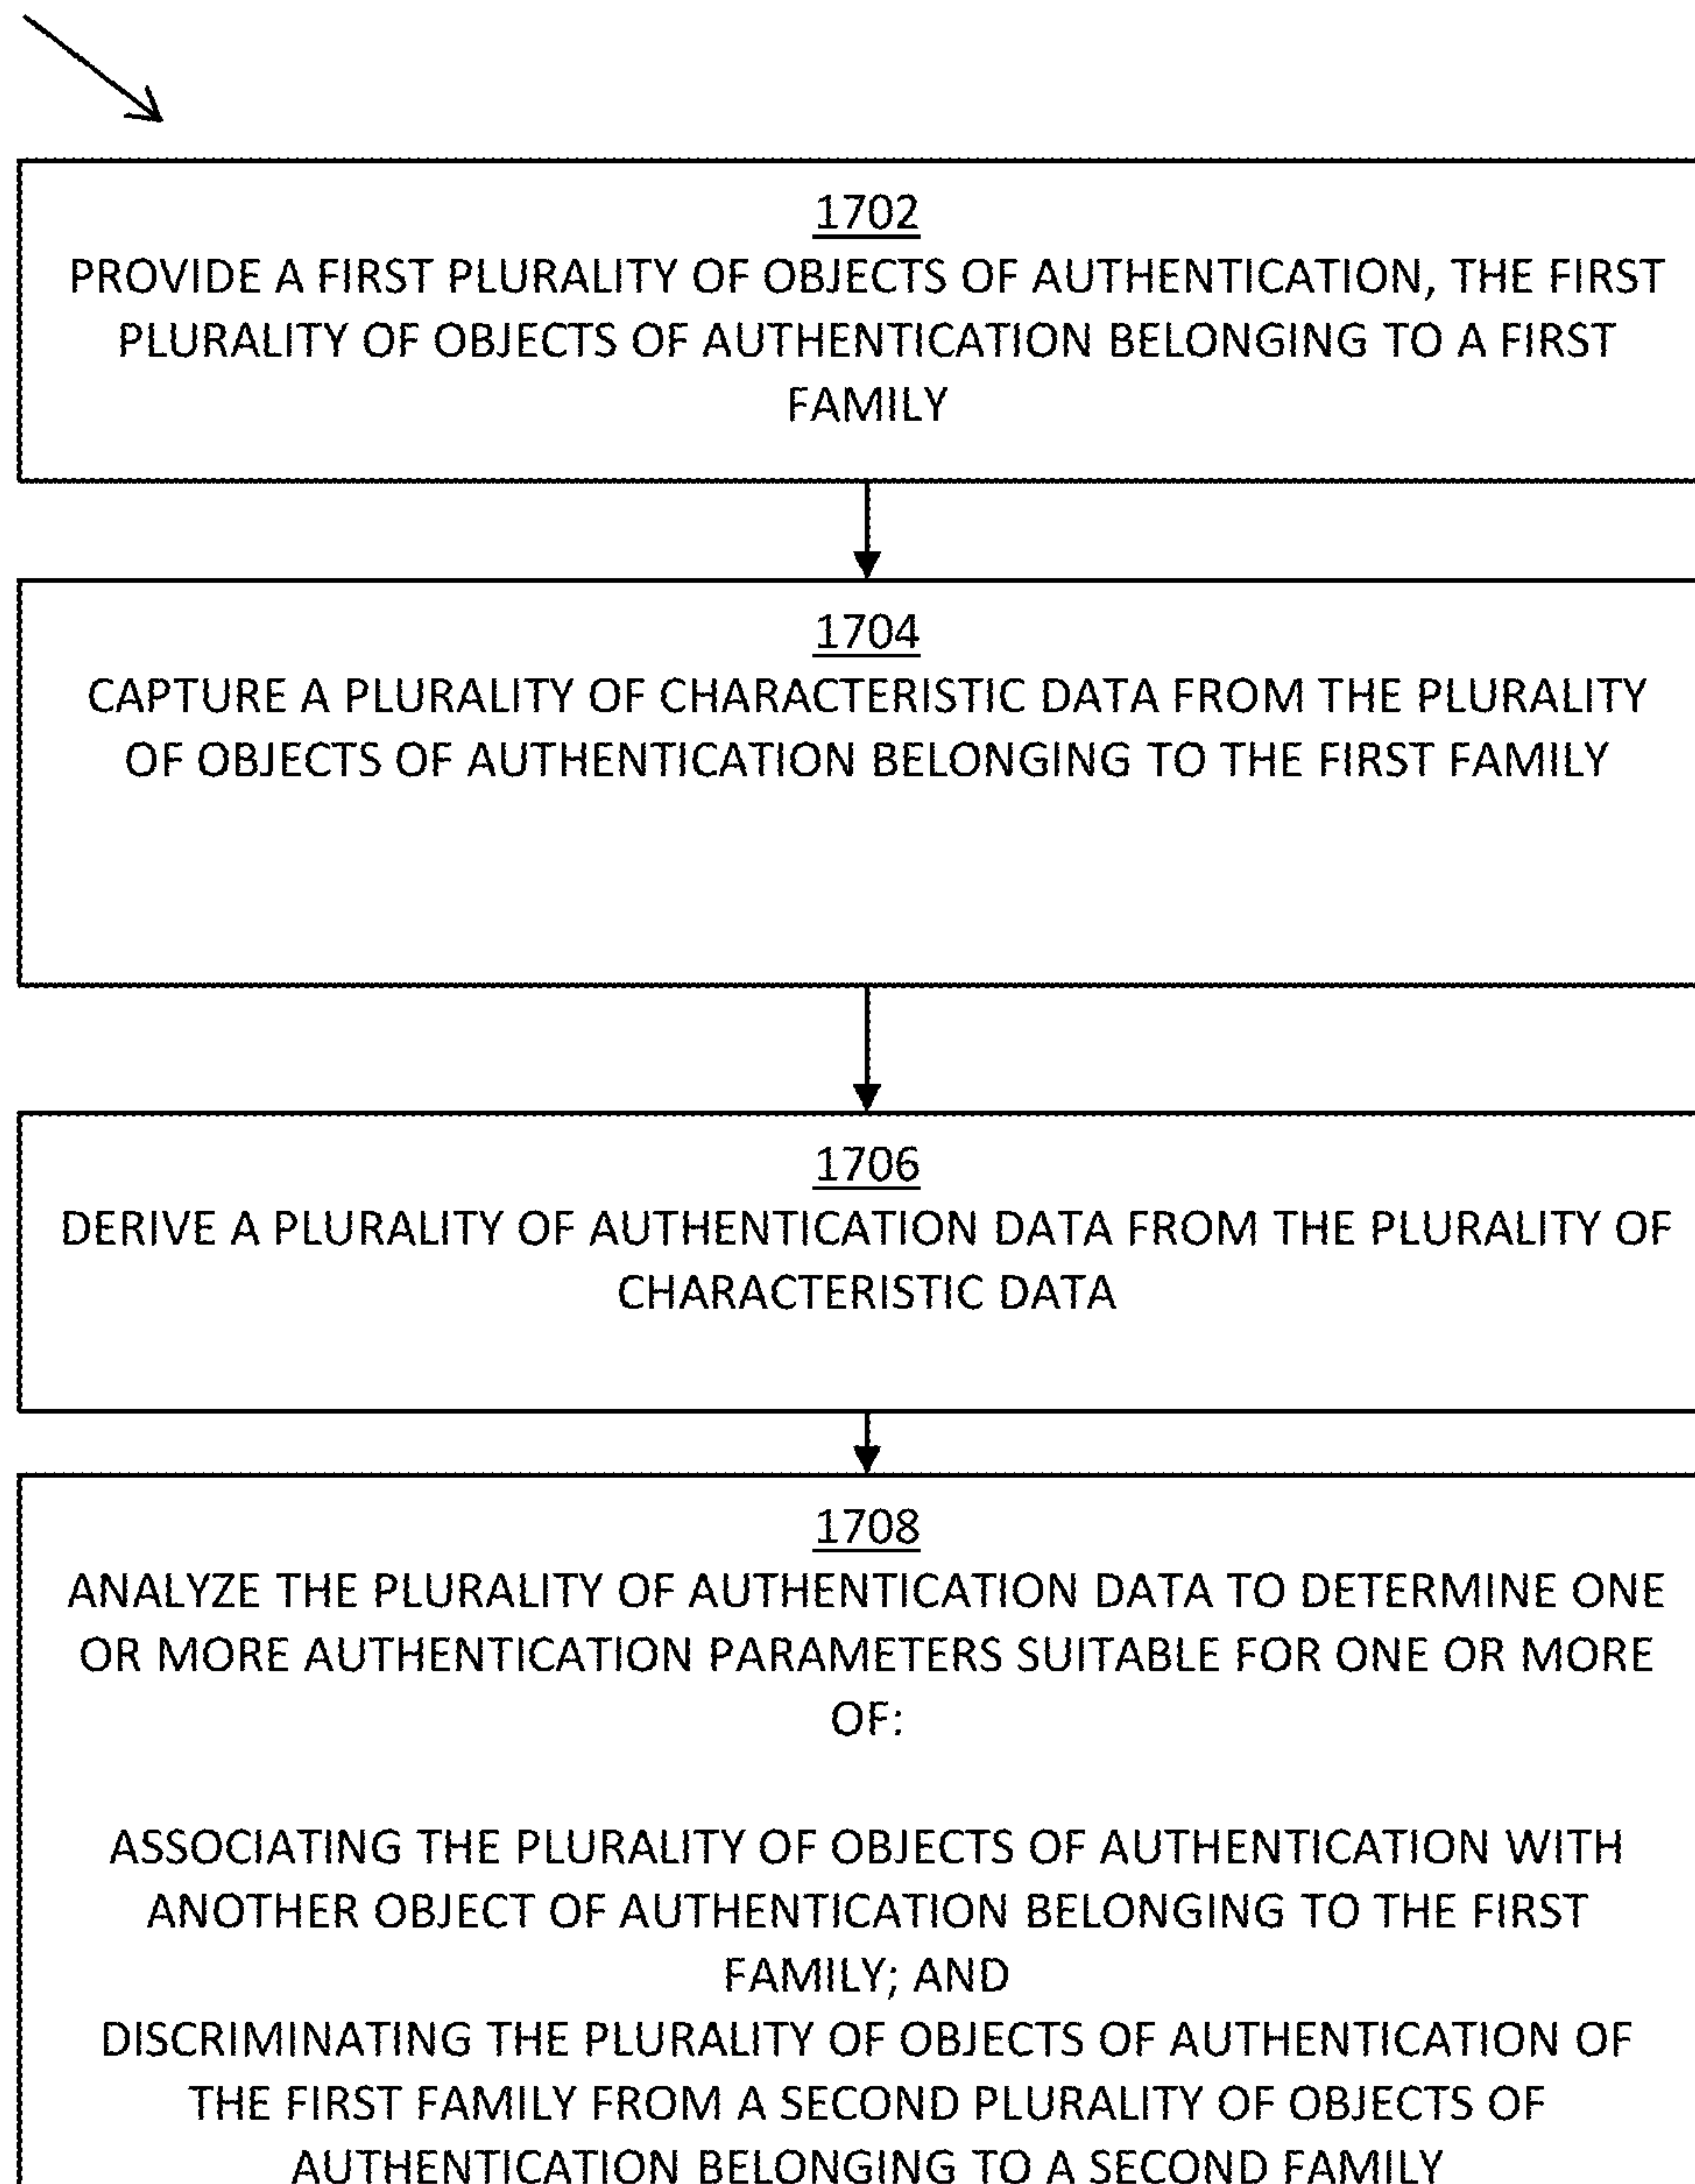 1702
PROVIDE A FIRST PLURALITY OF OBJECTS OF AUTHENTICATION, THE FIRST
PLURALITY OF OBJECTS OF AUTHENTICATION BELONGING TO A FIRST
FAMILY
1704
CAPTURE A PLURALITY OF CHARACTERISTIC DATA FROM THE PLURALITY
OF OBJECTS OF AUTHENTICATION BELONGING TO THE FIRST FAMILY
1706
DERIVE A PLURALITY OF AUTHENTICATION DATA FROM THE PLURALITY OF
CHARACTERISTIC DATA
1708
ANALYZE THE PLURALITY OF AUTHENTICATION DATA TO DETERMINE ONE
OR MORE AUTHENTICATION PARAMETERS SUITABLE FOR ONE OR MORE
OF:
ASSOCIATING THE PLURALITY OF OBJECTS OF AUTHENTICATION WITH
ANOTHER OBJECT OF AUTHENTICATION BELONGING TO THE FIRST
FAMILY; AND
DISCRIMINATING THE PLURALITY OF OBJECTS OF AUTHENTICATION OF
THE FIRST FAMILY FROM A SECOND PLURALITY OF OBJECTS OF
AUTHENTICATION BELONGING TO A SECOND FAMILY